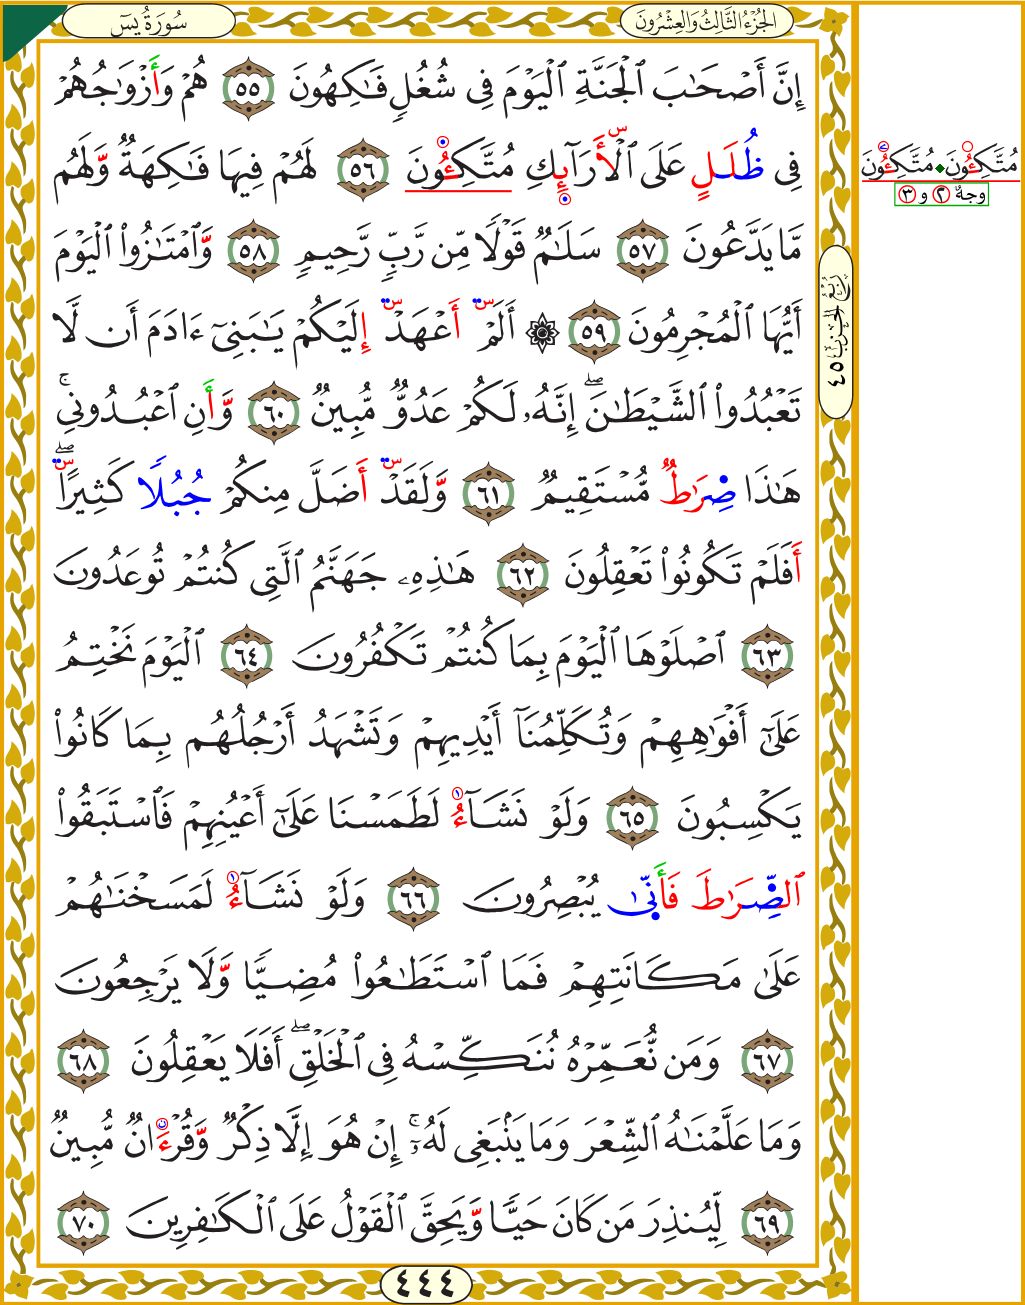 سُورَةُ يسٓ
الجُزْءُ الثَّالِثُ وَالعِشْرُونَ
إِنَّ أَصْحَٰبَ ٱلْجَنَّةِ ٱلْيَوْمَ فِى شُغُلٍ فَٰكِهُونَ ٥٥ هُمْ وَأَزْوَٰجُهُمْ
فِى ظُلَلٍ عَلَى ٱلْأَرَآئِكِ مُتَّكِـُٔونَ ٥٦ لَهُمْ فِيهَا فَٰكِهَةٌ وَّلَهُم
مَّا يَدَّعُونَ ٥٧ سَلَٰمٌ قَوْلًا مِّن رَّبٍّ رَّحِيمٍ ٥٨ وَّٱمْتَٰزُوا۟ ٱلْيَوْمَ
أَيُّهَا ٱلْمُجْرِمُونَ ٥٩ ۞ أَلَمْ أَعْهَدْ إِلَيْكُمْ يَٰبَنِىٓ ءَادَمَ أَن لَّا
تَعْبُدُوا۟ ٱلشَّيْطَٰنَ ۖ إِنَّهُۥ لَكُمْ عَدُوٌّ مُّبِينٌ ٦٠ وَّأَنِ ٱعْبُدُونِى ۚ
هَٰذَا صِرَٰطٌ مُّسْتَقِيمٌ ٦١ وَّلَقَدْ أَضَلَّ مِنكُمْ جُبُلًا كَثِيرًا ۖ
أَفَلَمْ تَكُونُوا۟ تَعْقِلُونَ ٦٢ هَٰذِهِۦ جَهَنَّمُ ٱلَّتِى كُنتُمْ تُوعَدُونَ
٦٣ ٱصْلَوْهَا ٱلْيَوْمَ بِمَا كُنتُمْ تَكْفُرُونَ ٦٤ ٱلْيَوْمَ نَخْتِمُ
عَلَىٰٓ أَفْوَٰهِهِمْ وَتُكَلِّمُنَآ أَيْدِيهِمْ وَتَشْهَدُ أَرْجُلُهُم بِمَا كَانُوا۟
يَكْسِبُونَ ٦٥ وَلَوْ نَشَآءُ لَطَمَسْنَا عَلَىٰٓ أَعْيُنِهِمْ فَٱسْتَبَقُوا۟
ٱلصِّرَٰطَ فَأَنَّىٰ يُبْصِرُونَ ٦٦ وَلَوْ نَشَآءُ لَمَسَخْنَٰهُمْ
عَلَىٰ مَكَانَتِهِمْ فَمَا ٱسْتَطَٰعُوا۟ مُضِيًّا وَّلَا يَرْجِعُونَ
٦٧ وَمَن نُّعَمِّرْهُ نُنَكِّسْهُ فِى ٱلْخَلْقِ ۖ أَفَلَا يَعْقِلُونَ ٦٨
وَمَا عَلَّمْنَٰهُ ٱلشِّعْرَ وَمَا يَنۢبَغِى لَهُۥٓ ۚ إِنْ هُوَ إِلَّا ذِكْرٌ وَّقُرْءَانٌ مُّبِينٌ
٦٩ لِّيُنذِرَ مَن كَانَ حَيًّا وَّيَحِقَّ ٱلْقَوْلُ عَلَى ٱلْكَٰفِرِينَ ٧٠
٤٤٤
مُتَّكِـُٔونَ ۰ مُتَّكِـُٔونَ
وجهٌ ٢ و ٣
رُبْعُ الحِزْبُ ٤٥